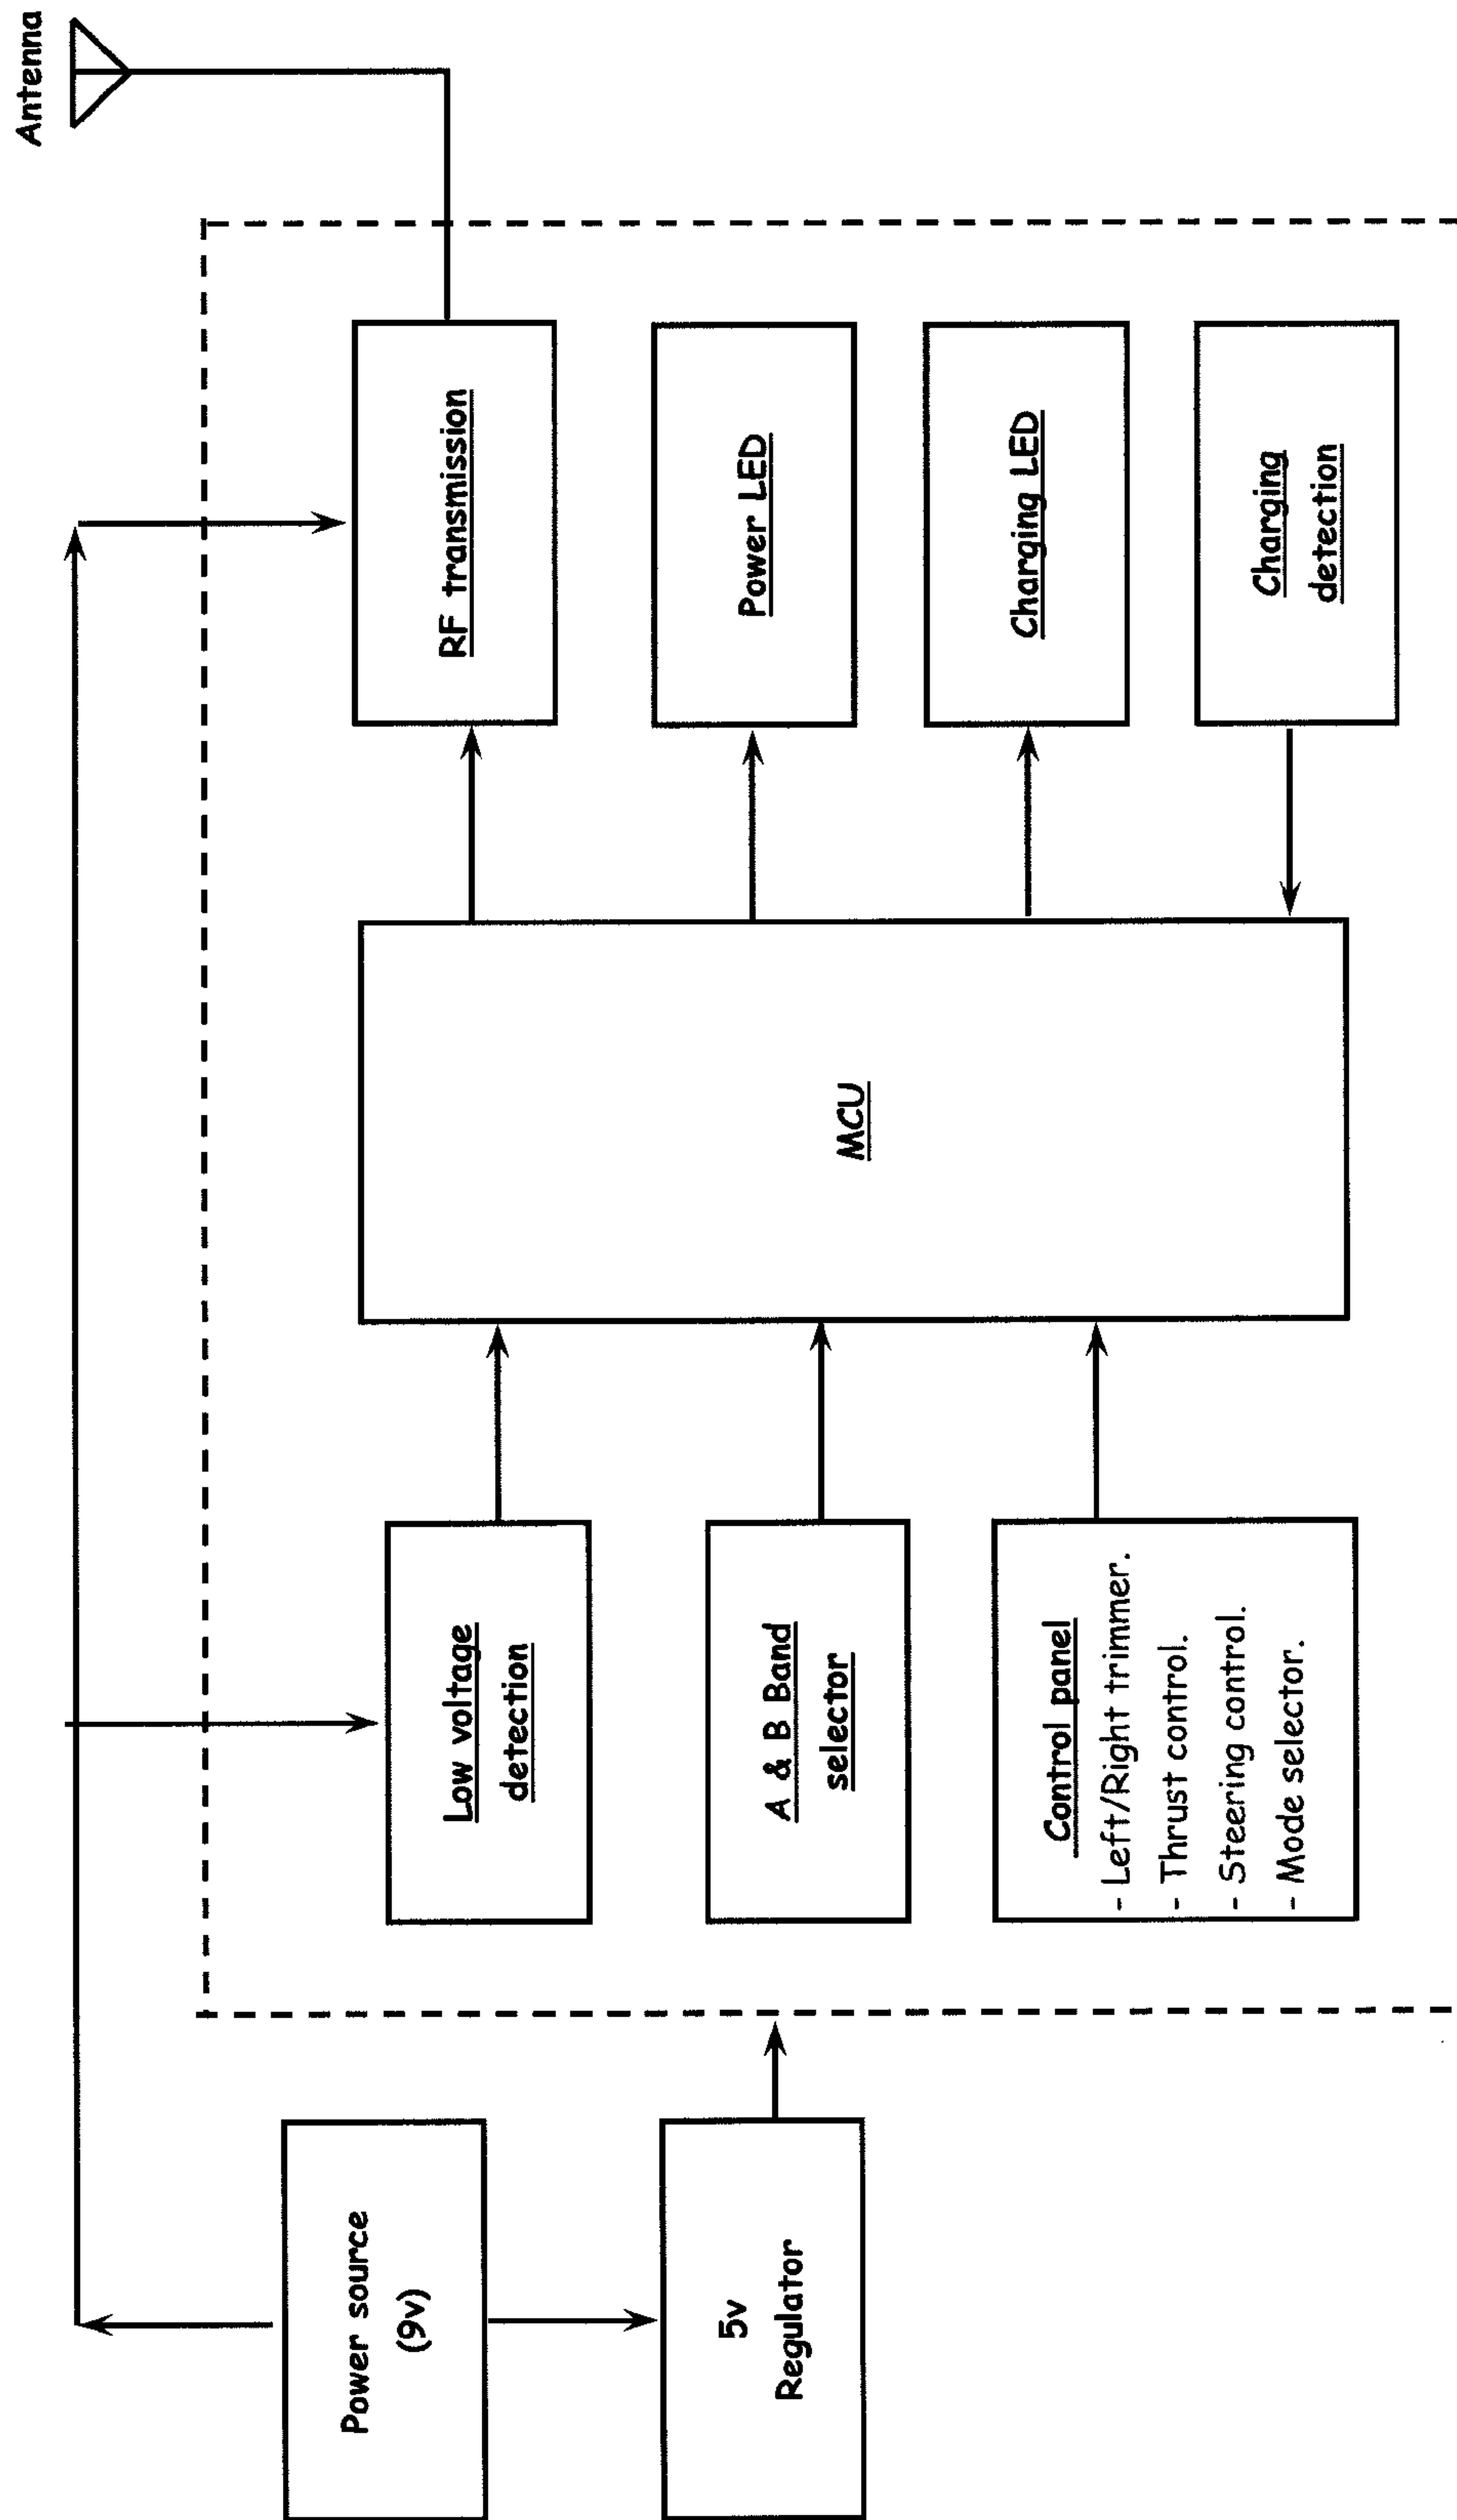 Antenna
Power source
(9v)
5v
Regulator
Low voltage
detection
A & B Band
selector
Control panel
- Left/Right trimmer.
- Thrust control.
- Steering control.
- Mode selector.
MCU
RF transmission
Power LED
Charging LED
Charging
detection